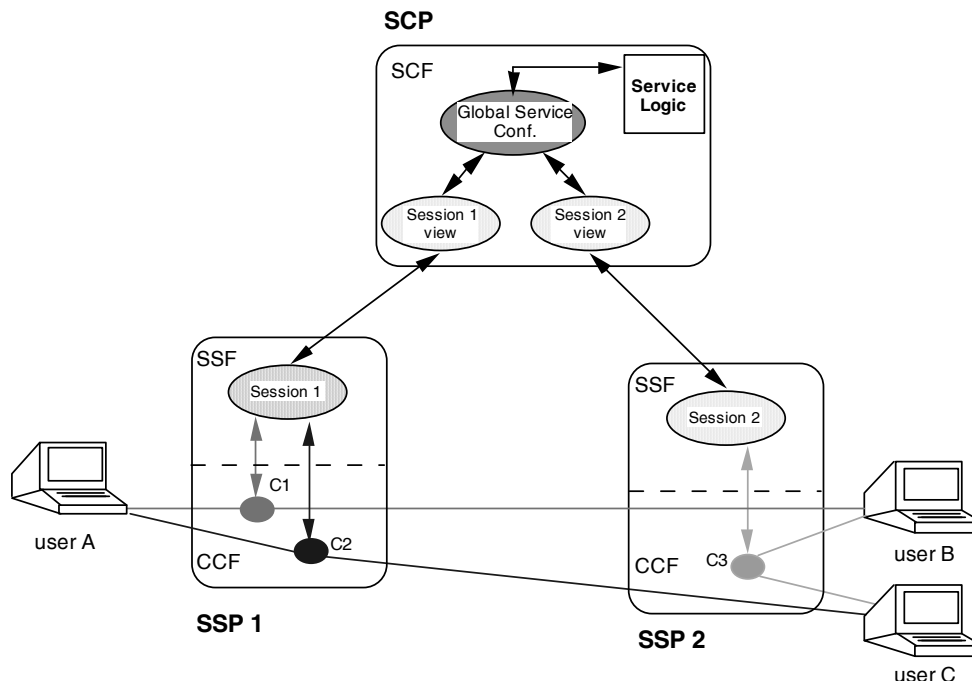 SCP
SCF
Service
Logic
Global Service
Conf.
Session 1
view
Session 2
view
SSF
Session 1
SSF
Session 2
C1
user A
C2
CCF
SSP 1
C3
CCF
user B
SSP 2
user C